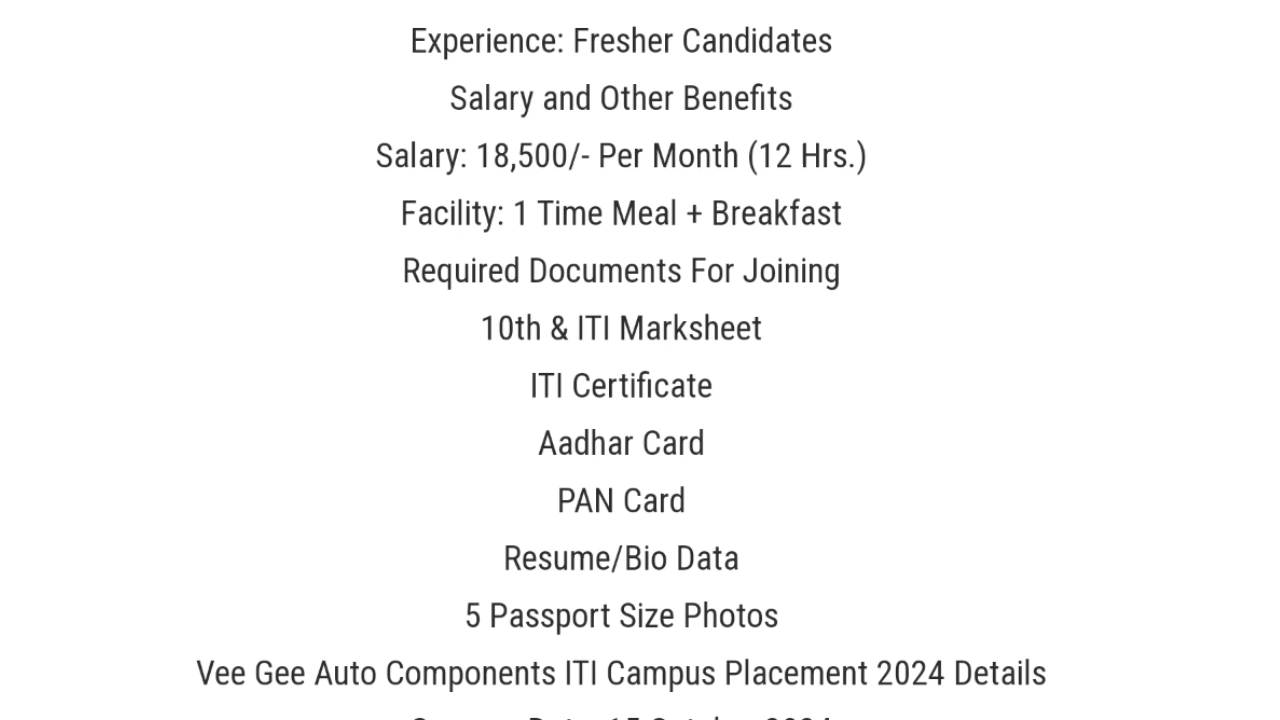 Experience: Fresher Candidates
Salary and Other Benefits
Salary: 18,500/- Per Month (12 Hrs.)
Facility: 1 Time Meal + Breakfast
Required Documents For Joining
10th & ITI Marksheet
ITI Certificate
Aadhar Card
PAN Card
Resume/Bio Data
5 Passport Size Photos
Vee Gee Auto Components ITI Campus Placement 2024 Details